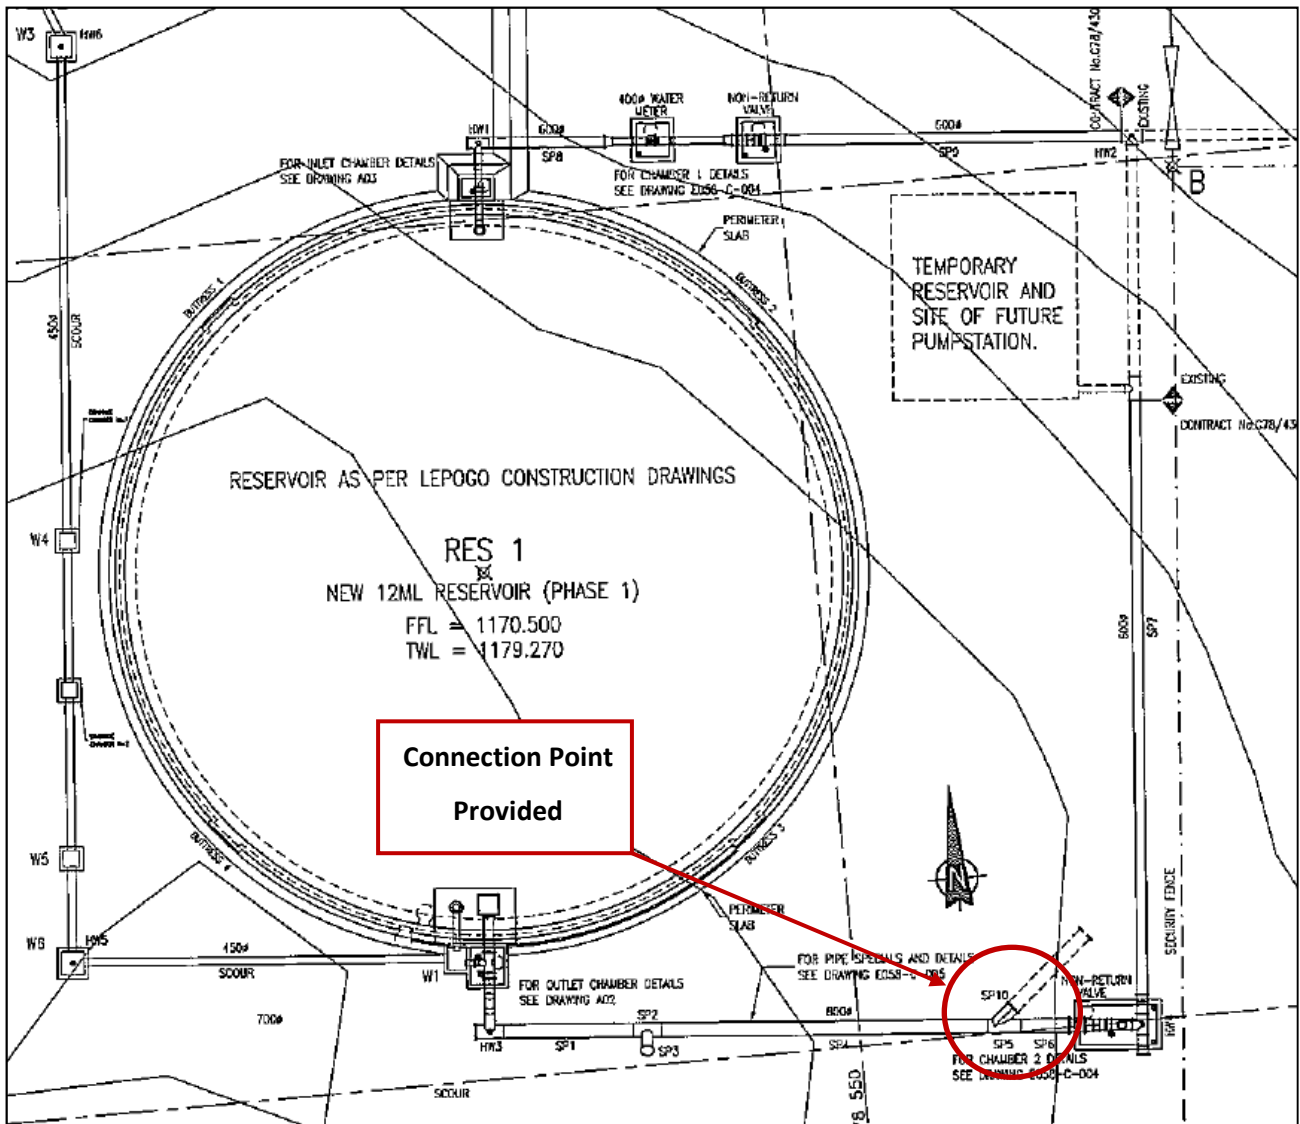 W3
HW6
400ø WATER
METER
NON-RETURN
VALVE
CONTRACT No.C78/430
EXISTING
HW1
600ø
SP8
600ø
SP9
HW2
B
FOR INLET CHAMBER DETAILS
SEE DRAWING A03
FOR CHAMBER 1 DETAILS
SEE DRAWING E058-C-004
PERIMETER
SLAB
BUTTRESS 1
BUTTRESS 2
TEMPORARY
RESERVOIR AND
SITE OF FUTURE
PUMPSTATION.
450ø
SCOUR
EXISTING
CONTRACT No.C78/43
RESERVOIR AS PER LEPOGO CONSTRUCTION DRAWINGS
W4
RES 1
NEW 12ML RESERVOIR (PHASE 1)
FFL = 1170.500
TWL = 1179.270
600ø
SP7
Connection Point
Provided
W5
BUTTRESS 4
BUTTRESS 3
N
SECURITY FENCE
PERIMETER
SLAB
W6
HW5
450ø
SCOUR
W1
FOR OUTLET CHAMBER DETAILS
SEE DRAWING A02
FOR PIPE SPECIALS AND DETAILS
SEE DRAWING E058-C-005
SP10
NON-RETURN
VALVE
700ø
HW3
SP1
SP2
SP3
800ø
SP4
SP5
SP6
FOR CHAMBER 2 DETAILS
SEE DRAWING E058-C-004
SCOUR
78 550